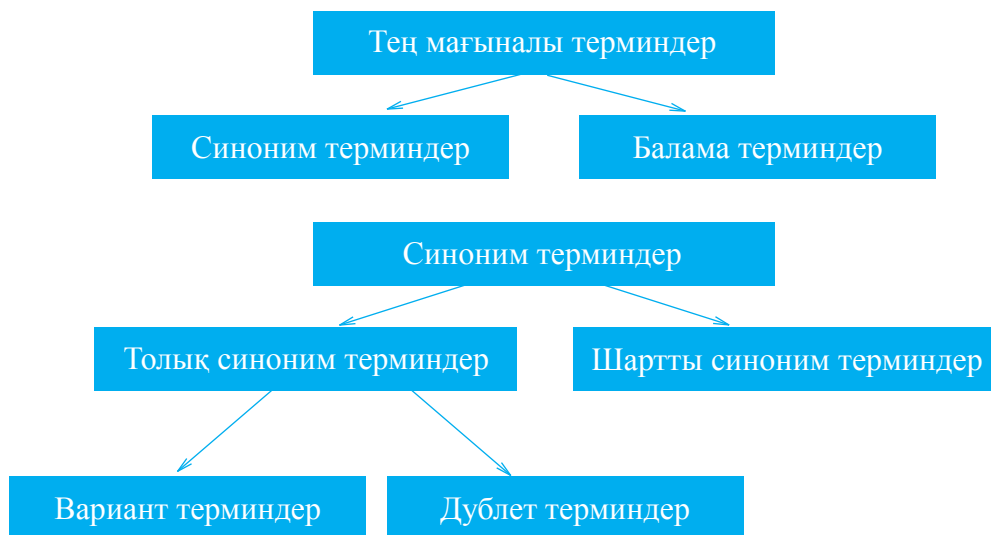 Тең мағыналы терминдер
Синоним терминдер
Балама терминдер
Синоним терминдер
Толық синоним терминдер
Шартты синоним терминдер
Вариант терминдер
Дублет терминдер